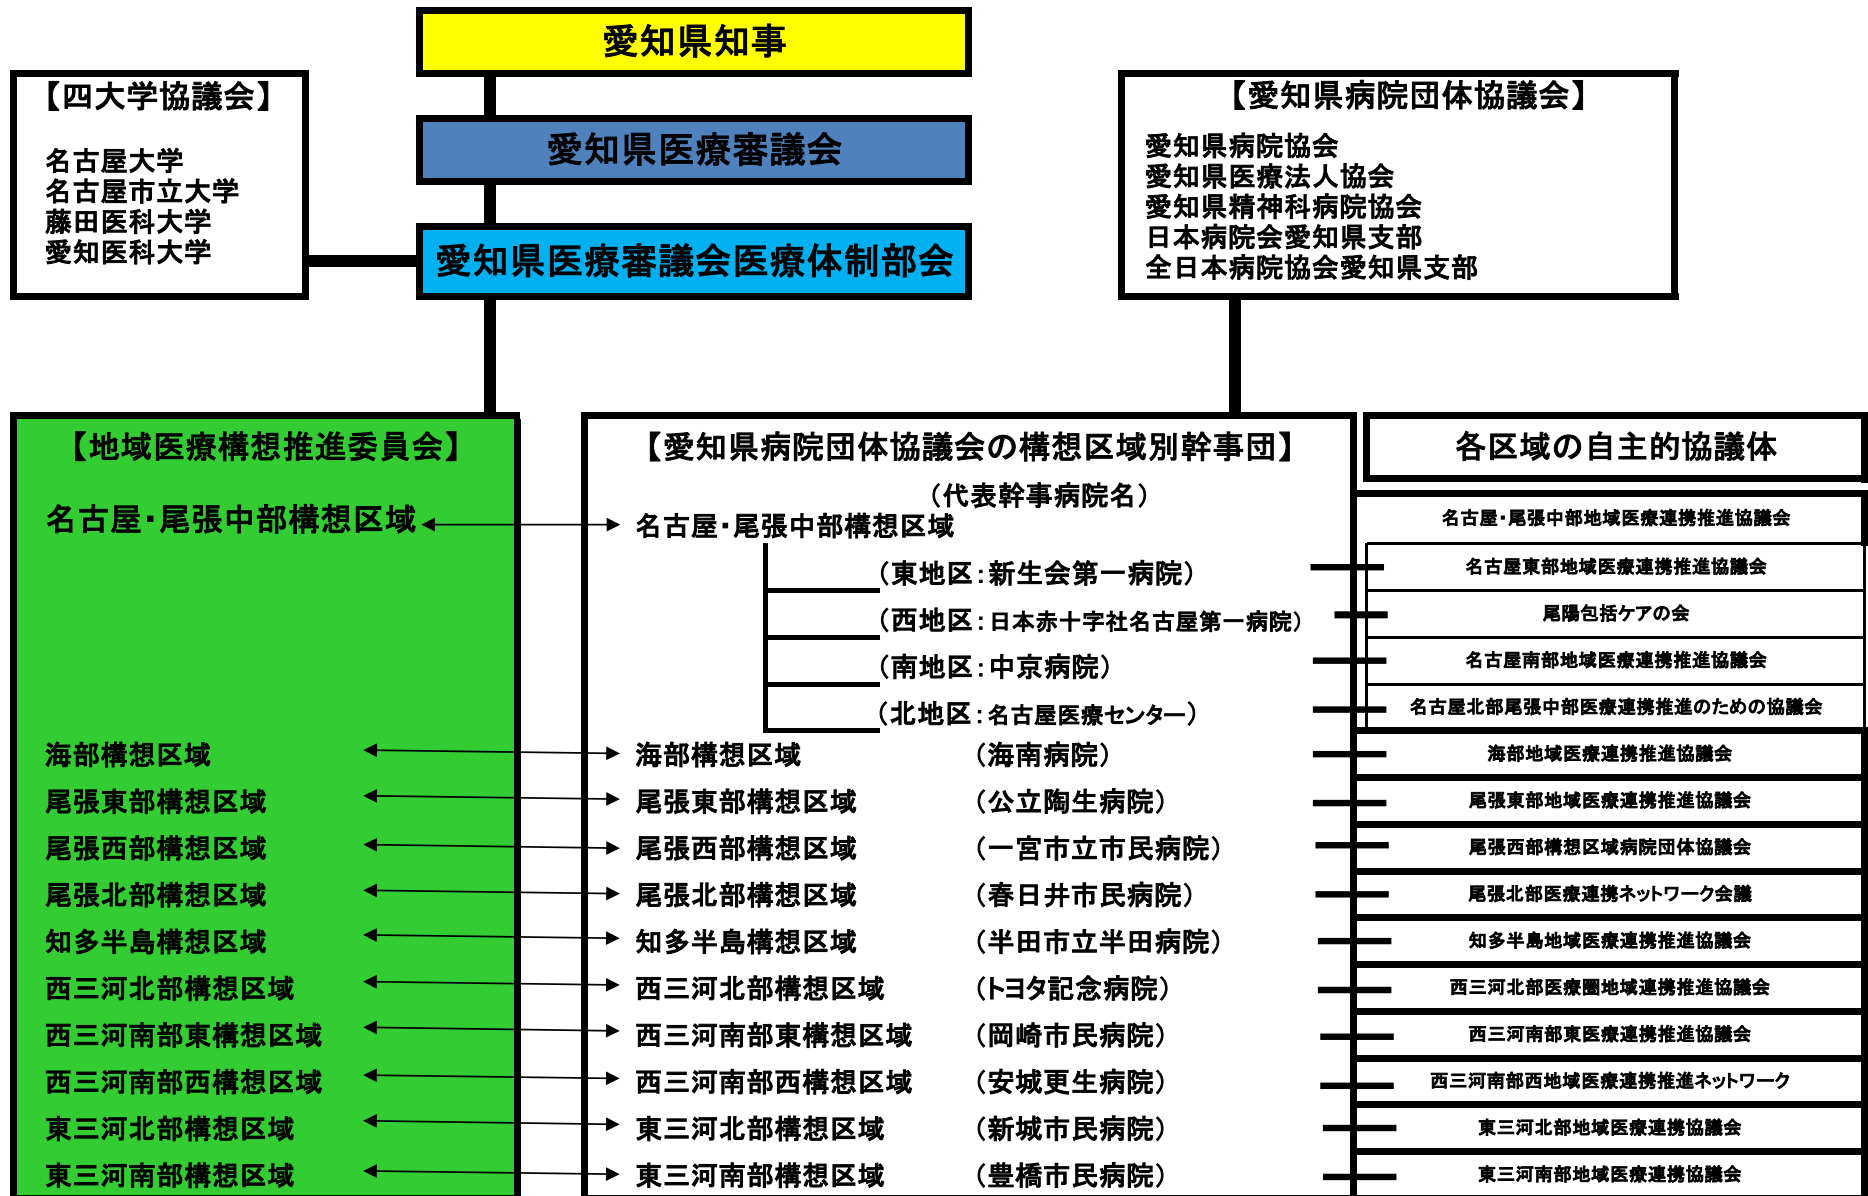 愛知県知事
愛知県医療審議会
愛知県医療審議会医療体制部会
【四大学協議会】
名古屋大学
名古屋市立大学
藤田医科大学
愛知医科大学
【愛知県病院団体協議会】
愛知県病院協会
愛知県医療法人協会
愛知県精神科病院協会
日本病院会愛知県支部
全日本病院協会愛知県支部
【地域医療構想推進委員会】
名古屋・尾張中部構想区域
海部構想区域
尾張東部構想区域
尾張西部構想区域
尾張北部構想区域
知多半島構想区域
西三河北部構想区域
西三河南部東構想区域
西三河南部西構想区域
東三河北部構想区域
東三河南部構想区域
【愛知県病院団体協議会の構想区域別幹事団】
（代表幹事病院名）
名古屋・尾張中部構想区域
（東地区：新生会第一病院）
（西地区：日本赤十字社名古屋第一病院）
（南地区：中京病院）
（北地区：名古屋医療センター）
海部構想区域 （海南病院）
尾張東部構想区域 （公立陶生病院）
尾張西部構想区域 （一宮市立市民病院）
尾張北部構想区域 （春日井市民病院）
知多半島構想区域 （半田市立半田病院）
西三河北部構想区域 （トヨタ記念病院）
西三河南部東構想区域 （岡崎市民病院）
西三河南部西構想区域 （安城更生病院）
東三河北部構想区域 （新城市民病院）
東三河南部構想区域 （豊橋市民病院）
各区域の自主的協議体
名古屋・尾張中部地域医療連携推進協議会
名古屋東部地域医療連携推進協議会
尾陽包括ケアの会
名古屋南部地域医療連携推進協議会
名古屋北部尾張中部医療連携推進のための協議会
海部地域医療連携推進協議会
尾張東部地域医療連携推進協議会
尾張西部構想区域病院団体協議会
尾張北部医療連携ネットワーク会議
知多半島地域医療連携推進協議会
西三河北部医療圏地域連携推進協議会
西三河南部東医療連携推進協議会
西三河南部西地域医療連携推進ネットワーク
東三河北部地域医療連携協議会
東三河南部地域医療連携協議会